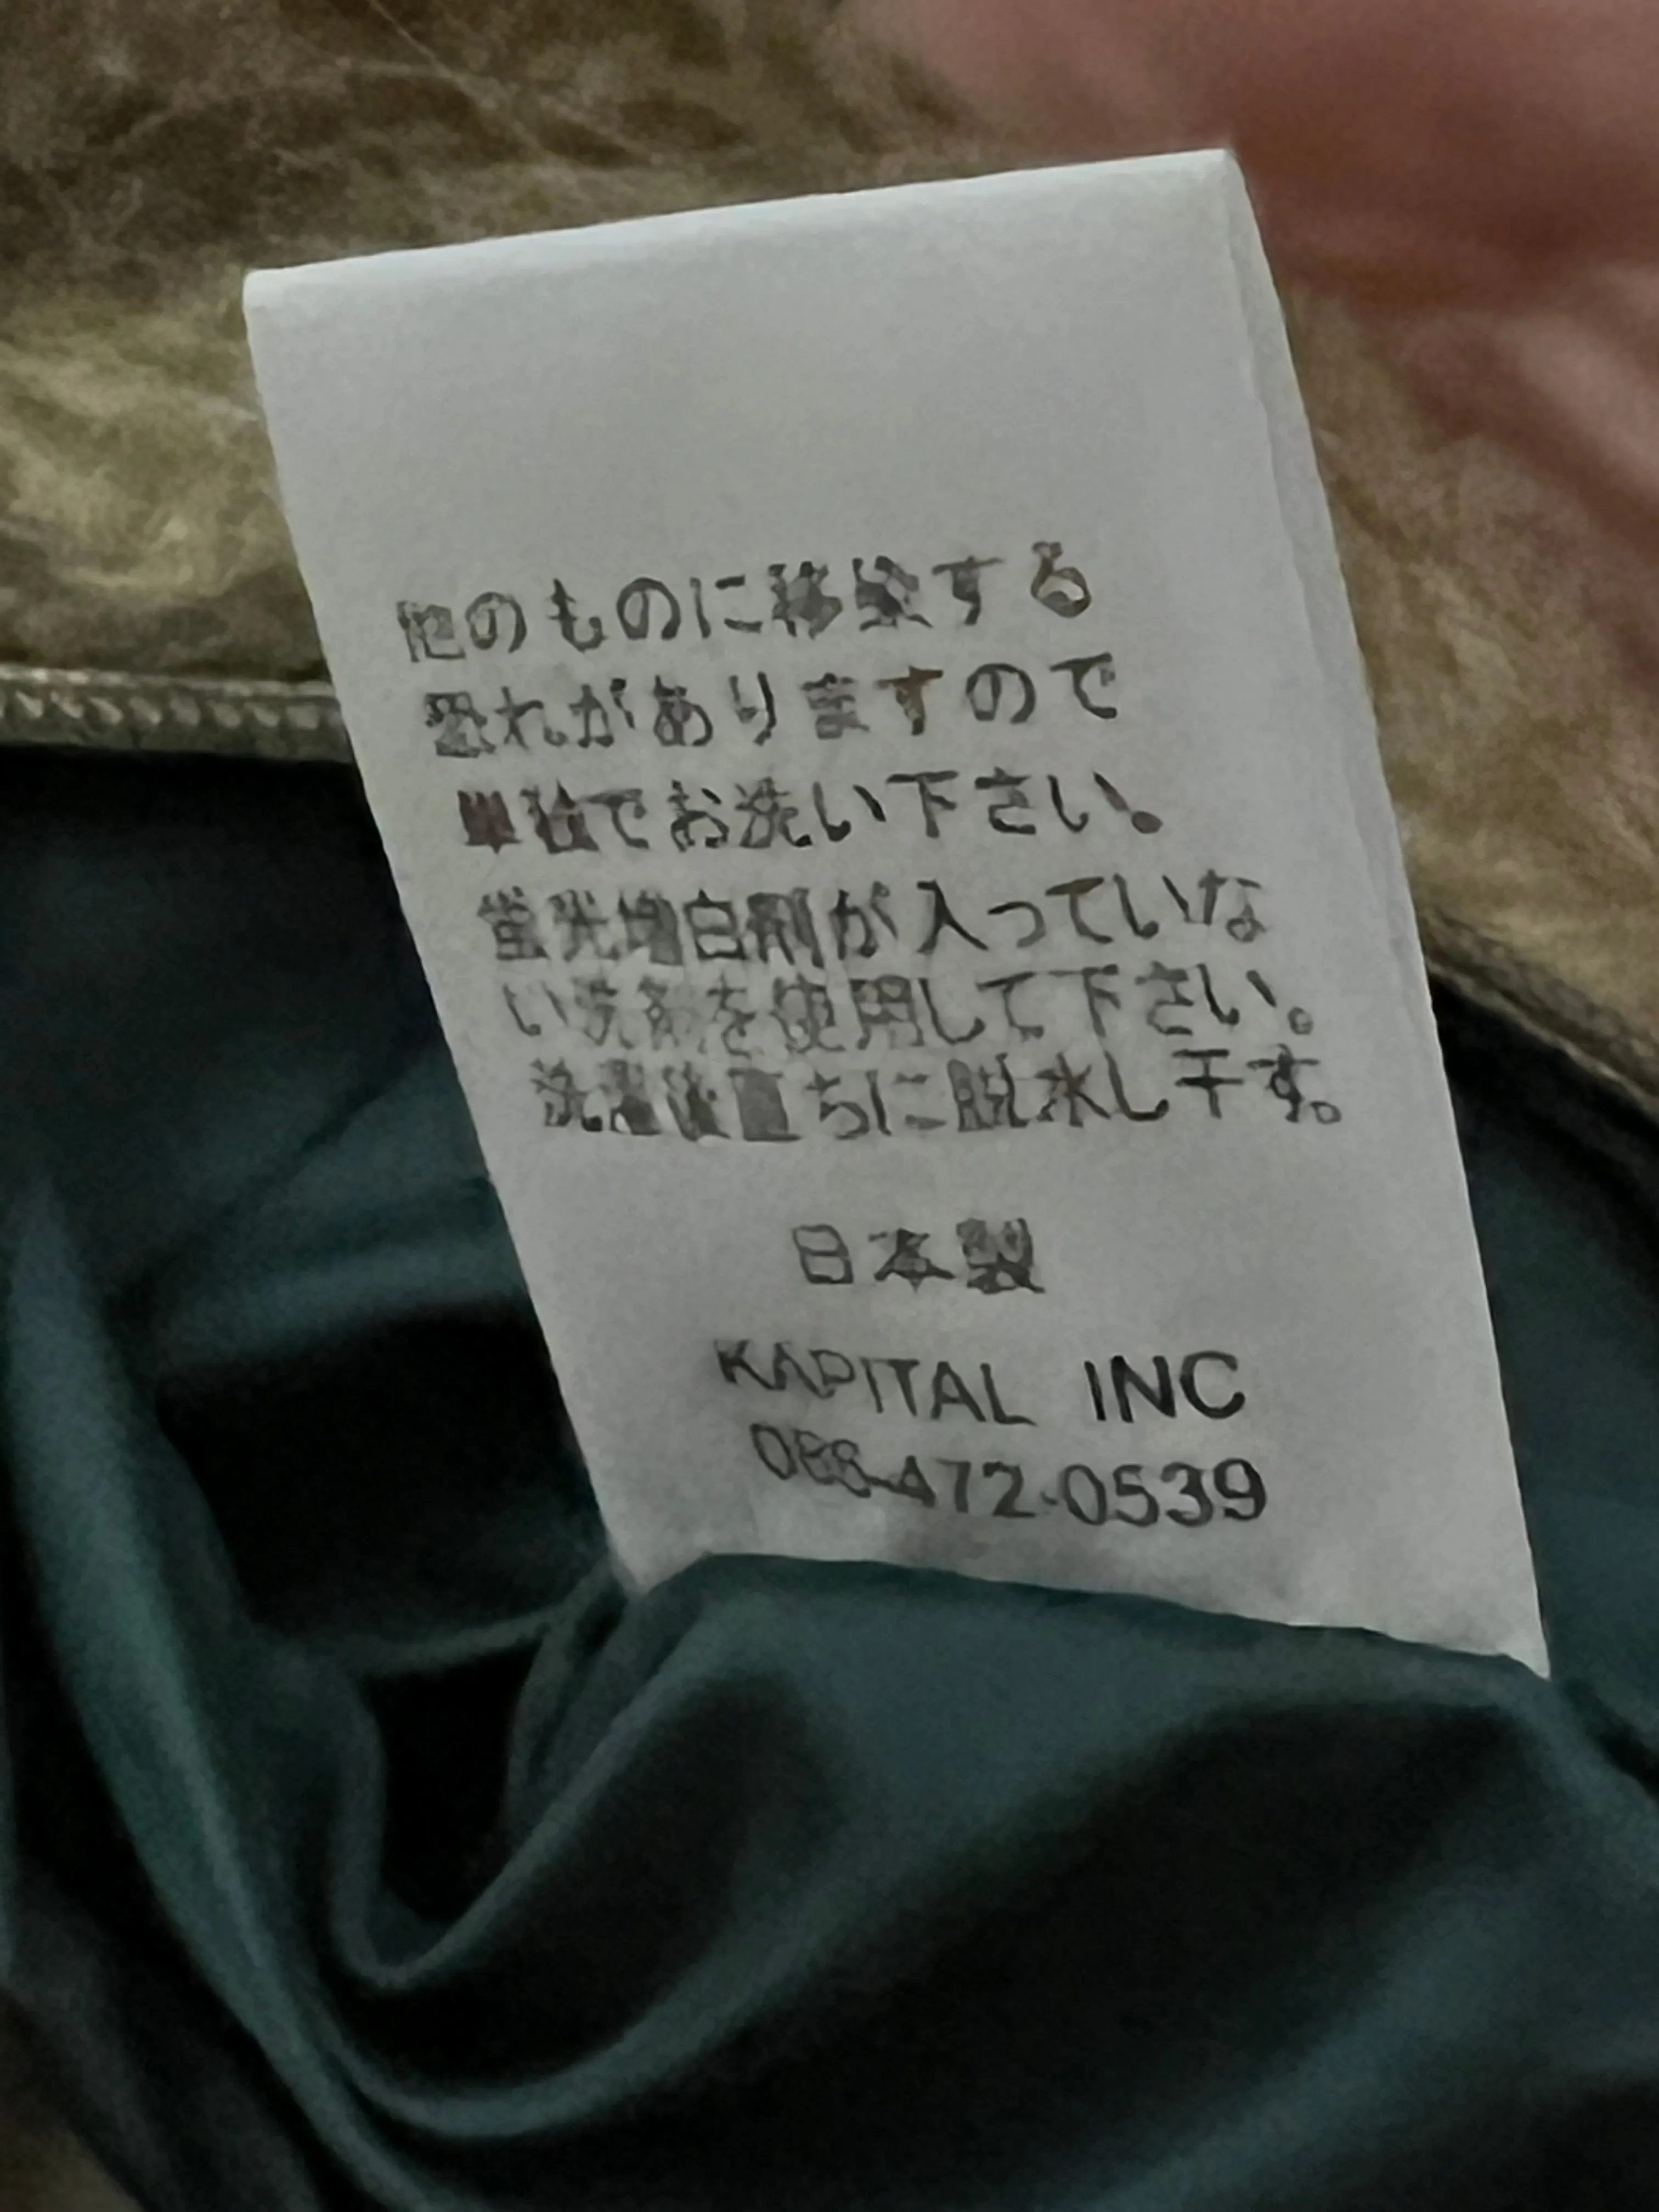 他のものに移染する
恐れがありますので
単独でお洗い下さい。
蛍光増白剤が入っていな
い洗剤を使用して下さい。
洗濯後直ちに脱水し干す。
日本製
KAPITAL INC
086-472-0539